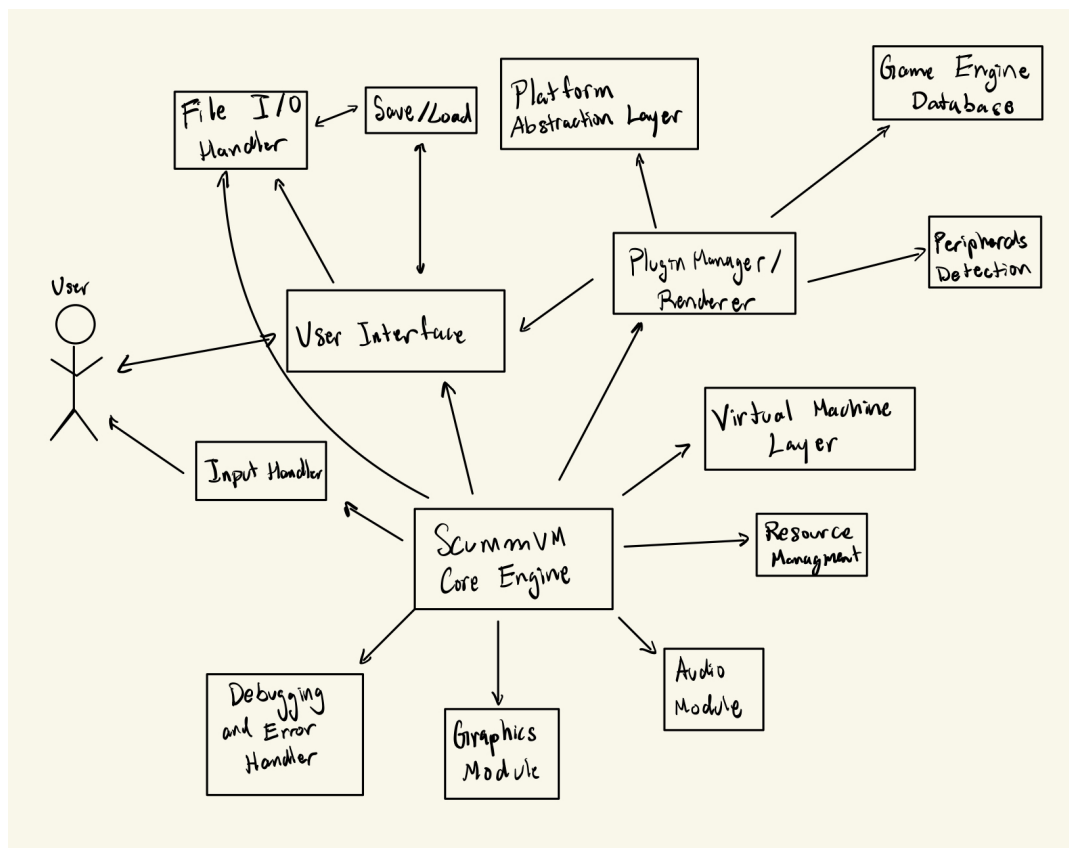 File I/O
Handler
Save/Load
Platform
Abstraction Layer
Game Engine
Database
Plugin Manager/
Renderer
Peripherals
Detection
User
User Interface
Virtual Machine
Layer
Input Handler
ScummVM
Core Engine
Resource
Managment
Debugging
and Error
Handler
Graphics
Module
Audio
Module